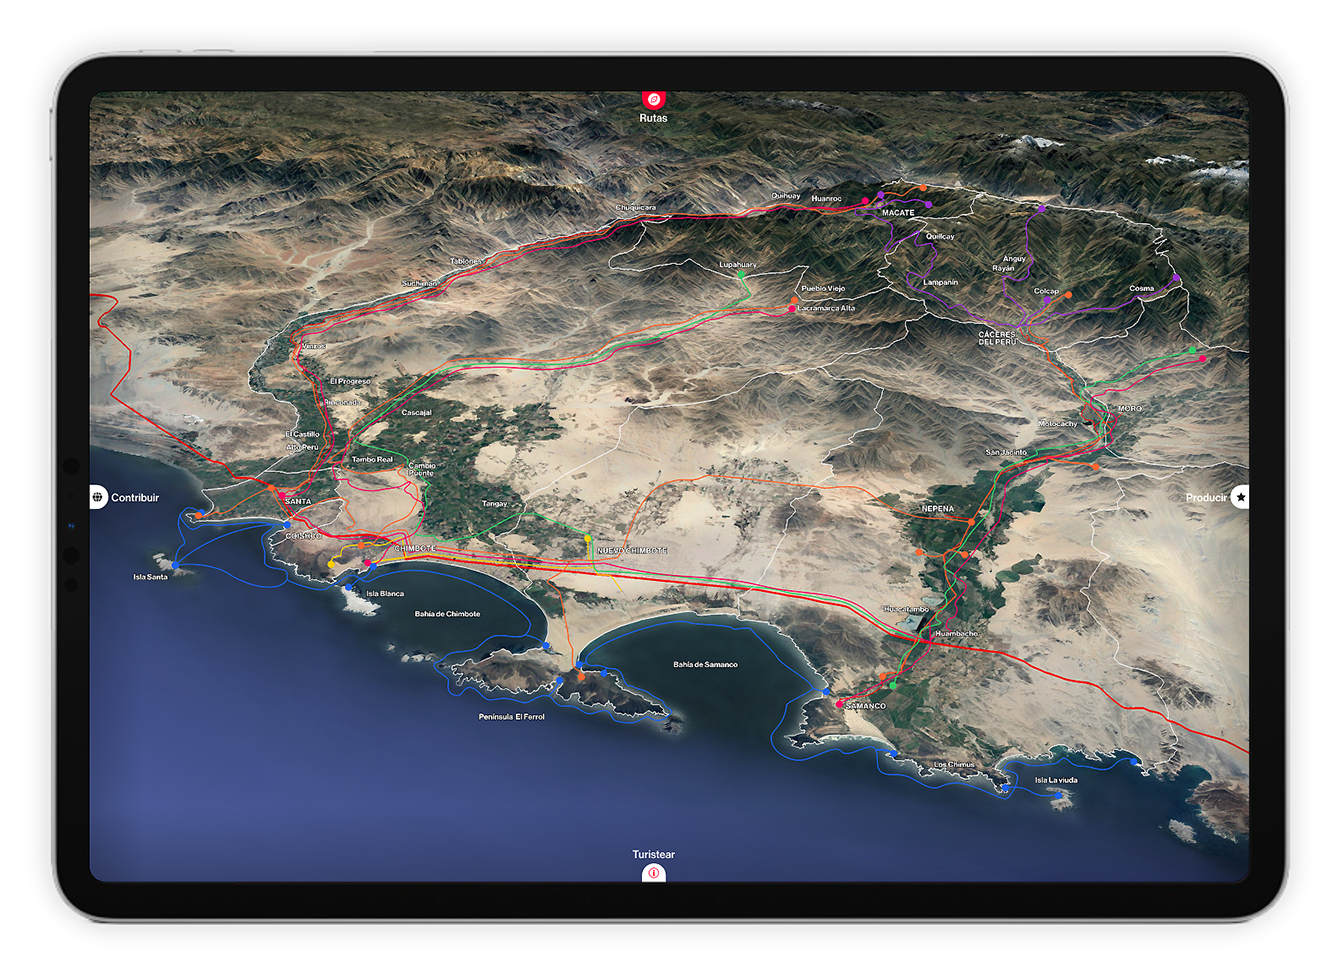 Rutas
Quihuay
Huanroc
Chuquicara
MACATE
Quillcay
Tablones
Lupahuary
Anguy
Rayán
Suchiman
Pueblo Viejo
Lampanin
Colcap
Cosma
Lacramarca Alta
CÁCERES
DEL PERÚ
Vinzos
El Progreso
Rinconada
Cascajal
MORO
Motocachy
El Castillo
Alto Perú
San Jacinto
Tambo Real
Cambio
Puente
Contribuir
SANTA
Tangay
Producir
NEPEÑA
COISHCO
CHIMBOTE
NUEVO CHIMBOTE
Isla Santa
Isla Blanca
Bahía de Chimbote
Huacatambo
Huambacho
Bahía de Samanco
SAMANCO
Península El Ferrol
Los Chimus
Isla La viuda
Turistear